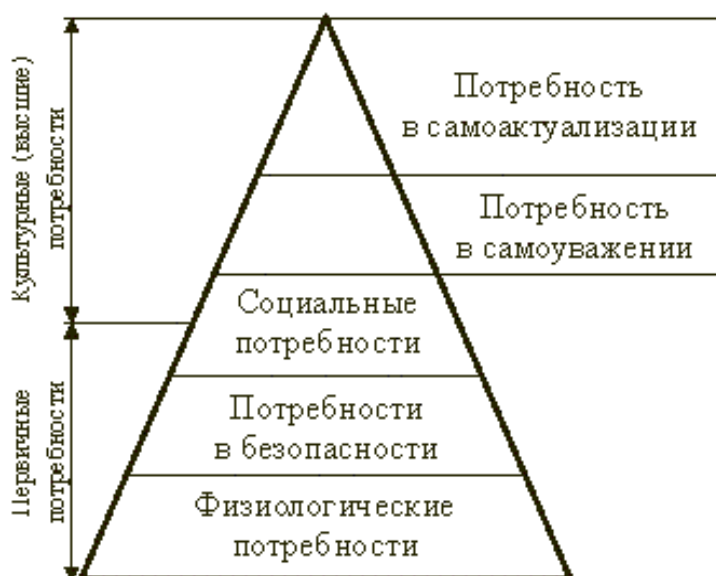 Потребность
в самоактуализации
Потребность
в самоуважении
Социальные
потребности
Потребности
в безопасности
Физиологические
потребности
Культурные (высшие)
потребности
Первичные
потребности